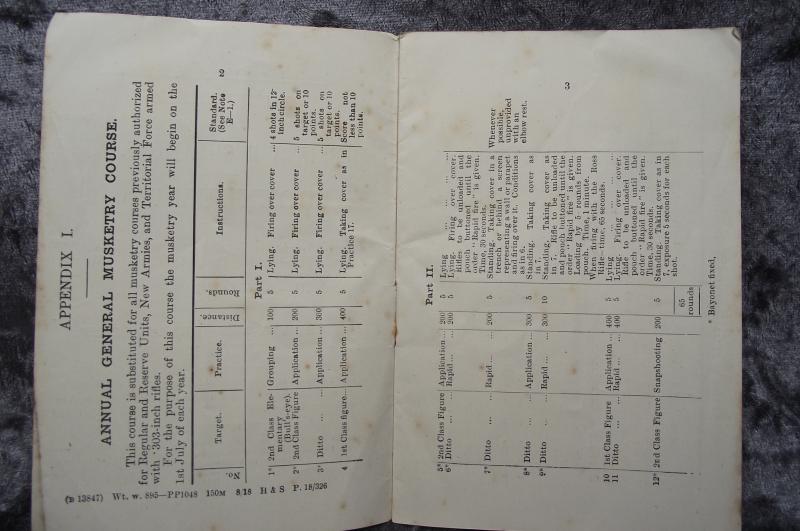 2
APPENDIX I.
ANNUAL GENERAL MUSKETRY COURSE.
This course is substituted for all musketry courses previously authorized
for Regular and Reserve Units, New Armies, and Territorial Force armed
with ·303-inch rifles.
For the purpose of this course the musketry year will begin on the
1st July of each year.
No. Target. Practice. Distance. Rounds. Instructions. Standard. (See Note E—1.)
Part I.
1* 2nd Class Elementary (Bull's-eye). Grouping ... 100 5 Lying. Firing over cover ... 4 shots in 12-inch circle.
2* 2nd Class Figure Application ... 200 5 Lying. Firing over cover ... 5 shots on target or 10 points.
3* Ditto ... ... Application ... 300 5 Lying. Firing over cover ... 5 shots on target or 10 points.
4 1st Class figure... Application ... 400 5 Lying. Taking cover as in Practice 17. Score not less than 10 points.
(B 13847) Wt. w. 895—PP1048 150M 8/18 H & S P. 18/326
3
Part II.
5* 2nd Class Figure Application ... 200 5 Lying ... ... ... ...
6* Ditto ... ... Rapid ... ... 200 5 Lying. Firing over cover.
Rifles to be unloaded and
pouch buttoned until the
order "Rapid fire" is given.
Time, 30 seconds.
7* Ditto ... ... Rapid ... ... 200 5 Standing. Taking cover in a
trench or behind a screen
representing a wall or parapet
and firing over it. Conditions
as in 6.
Whenever
possible,
unprovided
with an
elbow rest.
8* Ditto ... ... Application ... 300 5 Standing. Taking cover as
in 7.
9* Ditto ... ... Rapid ... ... 300 10 Standing. Taking cover as
in 7. Rifle to be unloaded
and pouch buttoned until the
order "Rapid fire" is given.
Loading by 5 rounds from
pouch. Time, 1 minute.
When firing with the Ross
Rifle—time, 65 seconds.
10 1st Class Figure Application ... 400 5 Lying ... ... ... ...
11 Ditto ... ... Rapid ... ... 400 5 Lying. Firing over cover.
Rifle to be unloaded and
pouch buttoned until the
order "Rapid fire" is given.
Time, 30 seconds.
12* 2nd Class Figure Snapshooting 200 5 Standing. Taking cover as in
7, exposure 5 seconds for each
shot.
65
rounds
* Bayonet fixed.